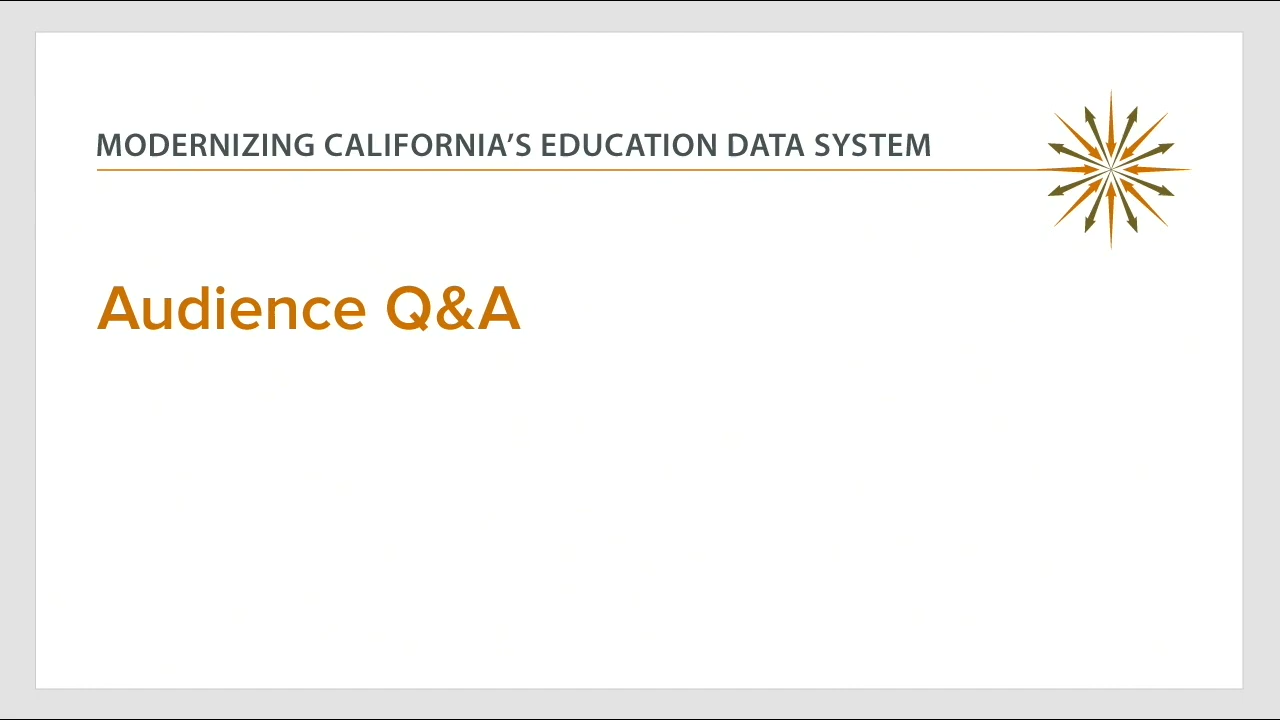 MODERNIZING CALIFORNIA’S EDUCATION DATA SYSTEM
Audience Q&A